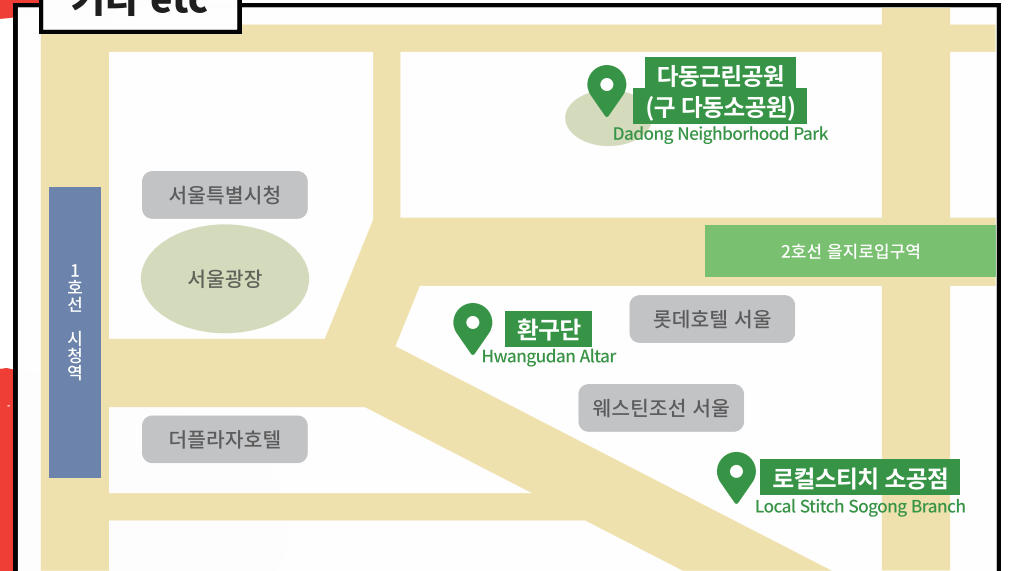 기타 etc
다동근린공원
(구 다동소공원)
Dadong Neighborhood Park
서울특별시청
1호선 시청역
서울광장
2호선 을지로입구역
롯데호텔 서울
환구단
Hwangudan Altar
웨스틴조선 서울
더플라자호텔
로컬스티치 소공점
Local Stitch Sogong Branch